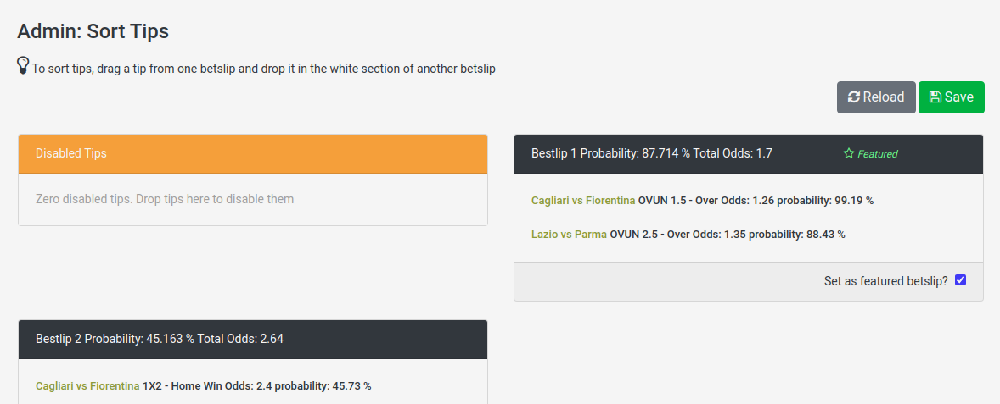 Admin: Sort Tips
To sort tips, drag a tip from one betslip and drop it in the white section of another betslip
Reload
Save
Disabled Tips
Zero disabled tips. Drop tips here to disable them
Bestlip 1 Probability: 87.714 % Total Odds: 1.7
Featured
Cagliari vs Fiorentina OVUN 1.5 - Over Odds: 1.26 probability: 99.19 %
Lazio vs Parma OVUN 2.5 - Over Odds: 1.35 probability: 88.43 %
Set as featured betslip?
Bestlip 2 Probability: 45.163 % Total Odds: 2.64
Cagliari vs Fiorentina 1X2 - Home Win Odds: 2.4 probability: 45.73 %